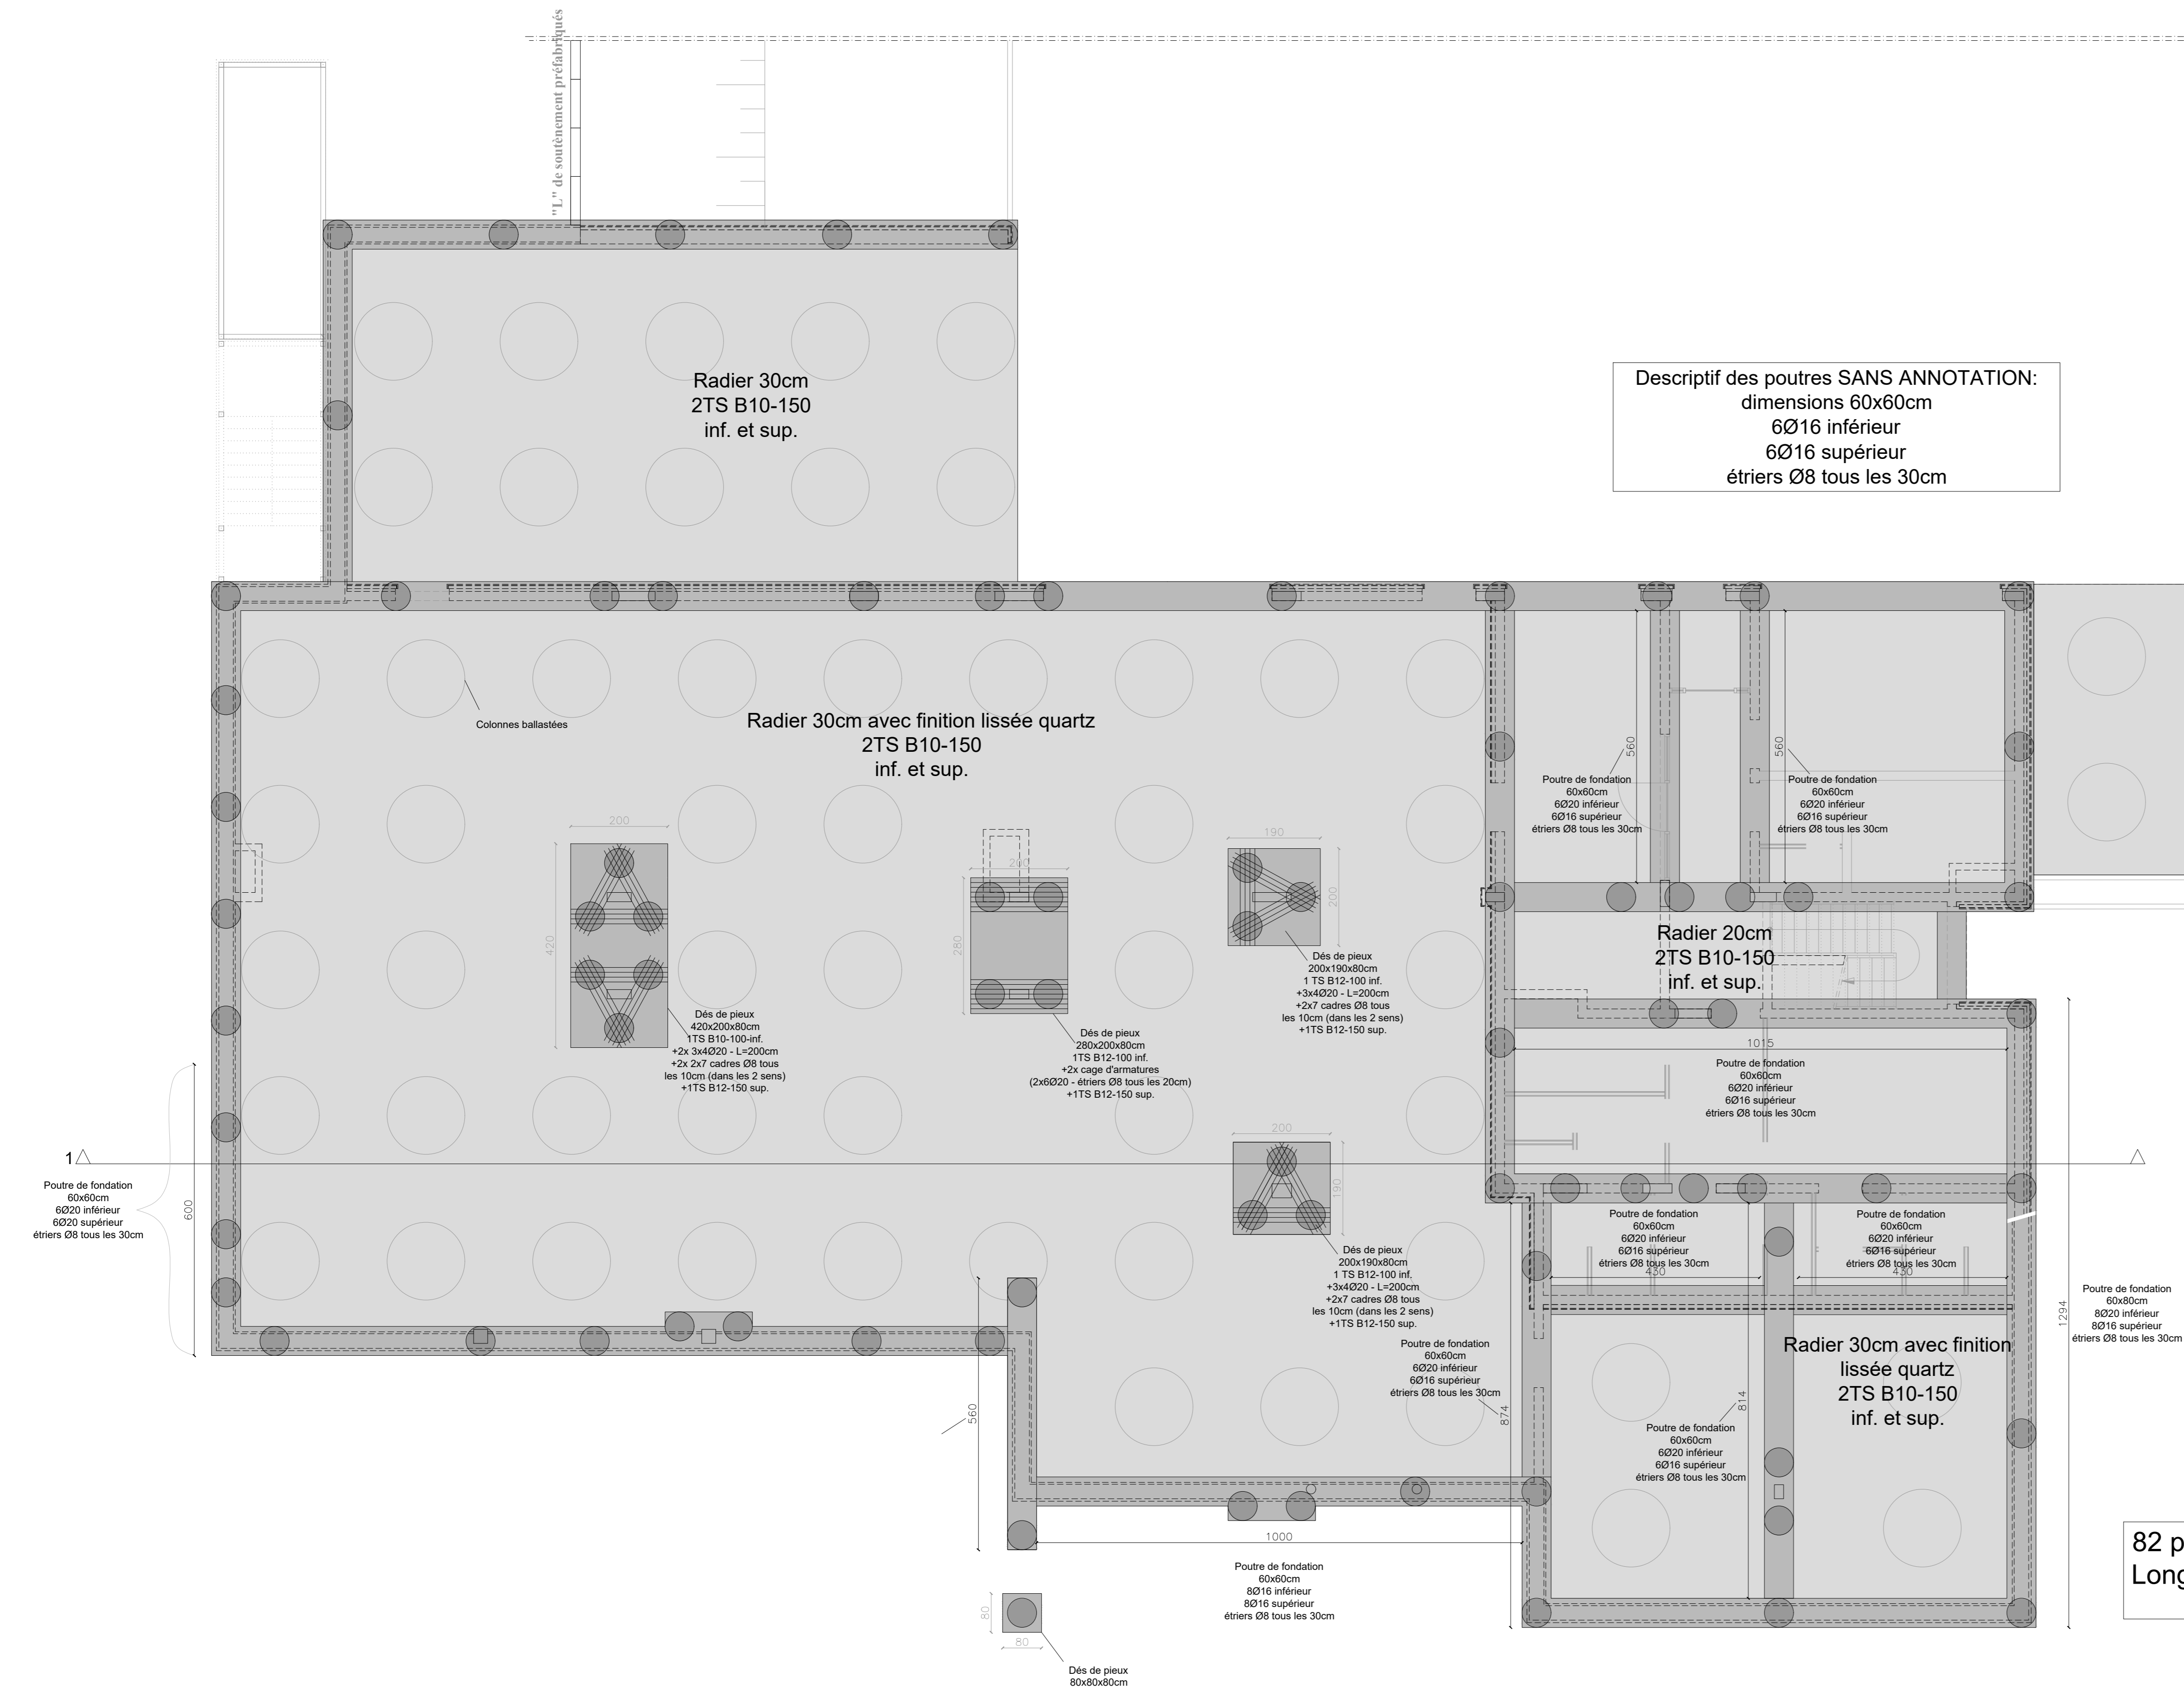 "L" de soutènement préfabriqués
Radier 30cm
2TS B10-150
inf. et sup.
Descriptif des poutres SANS ANNOTATION:
dimensions 60x60cm
6Ø16 inférieur
6Ø16 supérieur
étriers Ø8 tous les 30cm
Colonnes ballastées
Radier 30cm avec finition lissée quartz
2TS B10-150
inf. et sup.
560
Poutre de fondation
60x60cm
6Ø20 inférieur
6Ø16 supérieur
étriers Ø8 tous les 30cm
560
Poutre de fondation
60x60cm
6Ø20 inférieur
6Ø16 supérieur
étriers Ø8 tous les 30cm
200
420
Dés de pieux
420x200x80cm
1TS B10-100-inf.
+2x 3x4Ø20 - L=200cm
+2x 2x7 cadres Ø8 tous
les 10cm (dans les 2 sens)
+1TS B12-150 sup.
200
280
Dés de pieux
280x200x80cm
1TS B12-100 inf.
+2x cage d'armatures
(2x6Ø20 - étriers Ø8 tous les 20cm)
+1TS B12-150 sup.
190
200
Dés de pieux
200x190x80cm
1 TS B12-100 inf.
+3x4Ø20 - L=200cm
+2x7 cadres Ø8 tous
les 10cm (dans les 2 sens)
+1TS B12-150 sup.
Radier 20cm
2TS B10-150
inf. et sup.
1015
Poutre de fondation
60x60cm
6Ø20 inférieur
6Ø16 supérieur
étriers Ø8 tous les 30cm
1
Poutre de fondation
60x60cm
6Ø20 inférieur
6Ø20 supérieur
étriers Ø8 tous les 30cm
600
200
190
Dés de pieux
200x190x80cm
1 TS B12-100 inf.
+3x4Ø20 - L=200cm
+2x7 cadres Ø8 tous
les 10cm (dans les 2 sens)
+1TS B12-150 sup.
Poutre de fondation
60x60cm
6Ø20 inférieur
6Ø16 supérieur
étriers Ø8 tous les 30cm
430
Poutre de fondation
60x60cm
6Ø20 inférieur
6Ø16 supérieur
étriers Ø8 tous les 30cm
430
1294
Poutre de fondation
60x80cm
8Ø20 inférieur
8Ø16 supérieur
étriers Ø8 tous les 30cm
Poutre de fondation
60x60cm
6Ø20 inférieur
6Ø16 supérieur
étriers Ø8 tous les 30cm
874
Radier 30cm avec finition
lissée quartz
2TS B10-150
inf. et sup.
814
Poutre de fondation
60x60cm
6Ø20 inférieur
6Ø16 supérieur
étriers Ø8 tous les 30cm
560
1000
Poutre de fondation
60x60cm
8Ø16 inférieur
8Ø16 supérieur
étriers Ø8 tous les 30cm
80
80
Dés de pieux
80x80x80cm
82 p
Long